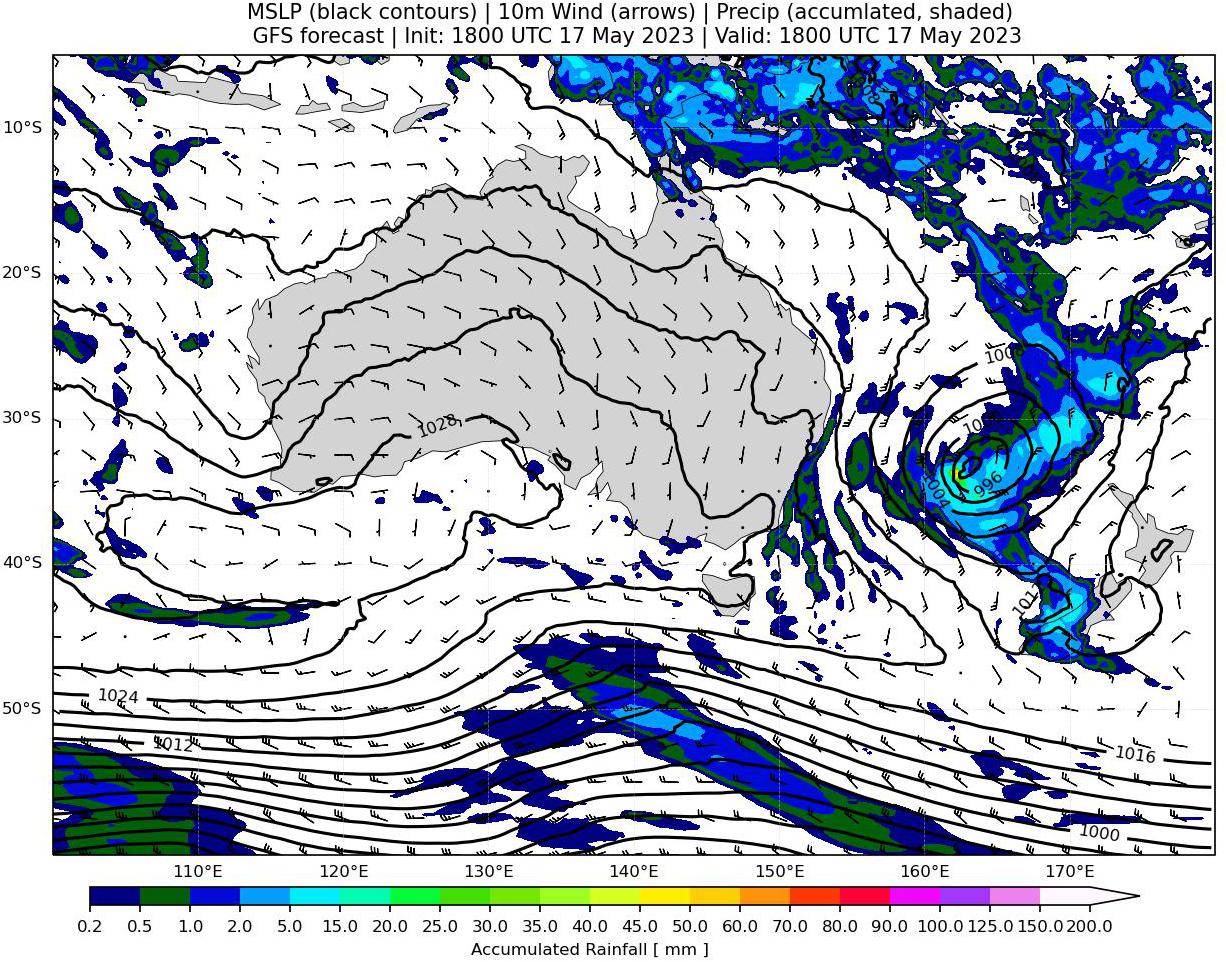 MSLP (black contours) | 10m Wind (arrows) | Precip (accumlated, shaded)
GFS forecast | Init: 1800 UTC 17 May 2023 | Valid: 1800 UTC 17 May 2023
10°S
20°S
1008
30°S
1028
1004
996
40°S
1012
1024
50°S
1012
1016
1000
110°E 120°E 130°E 140°E 150°E 160°E 170°E
0.2 0.5 1.0 2.0 5.0 10.0 15.0 20.0 25.0 30.0 35.0 40.0 45.0 50.0 60.0 70.0 80.0 90.0 100.0 125.0 150.0 200.0
Accumulated Rainfall [ mm ]